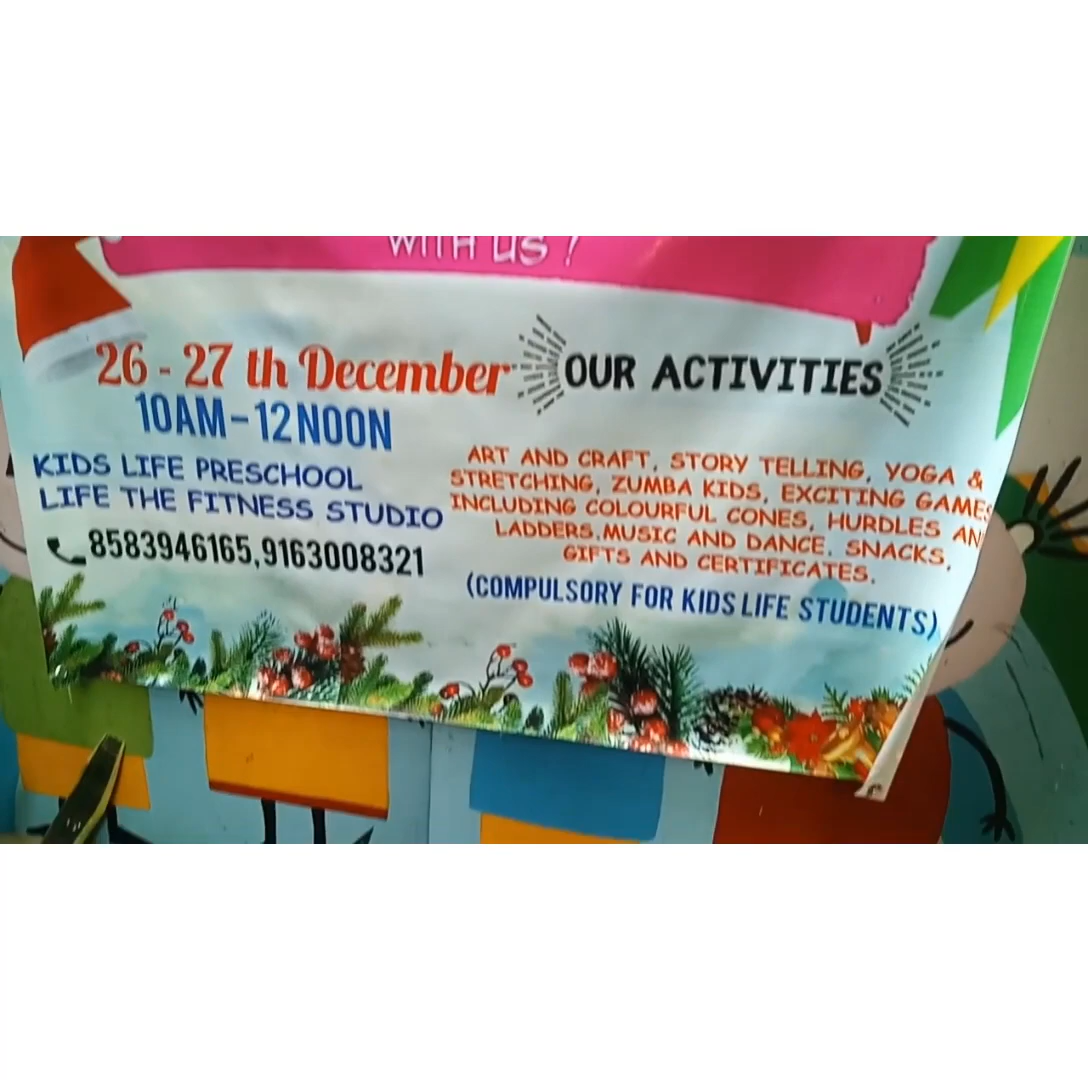 WITH US!
26 - 27 th December
10AM-12NOON
KIDS LIFE PRESCHOOL
LIFE THE FITNESS STUDIO
8583946165,9163008321
OUR ACTIVITIES
ART AND CRAFT, STORY TELLING, YOGA &
STRETCHING, ZUMBA KIDS, EXCITING GAMES
INCLUDING COLOURFUL CONES, HURDLES AN
LADDERS,MUSIC AND DANCE, SNACKS,
GIFTS AND CERTIFICATES.
(COMPULSORY FOR KIDS LIFE STUDENTS)